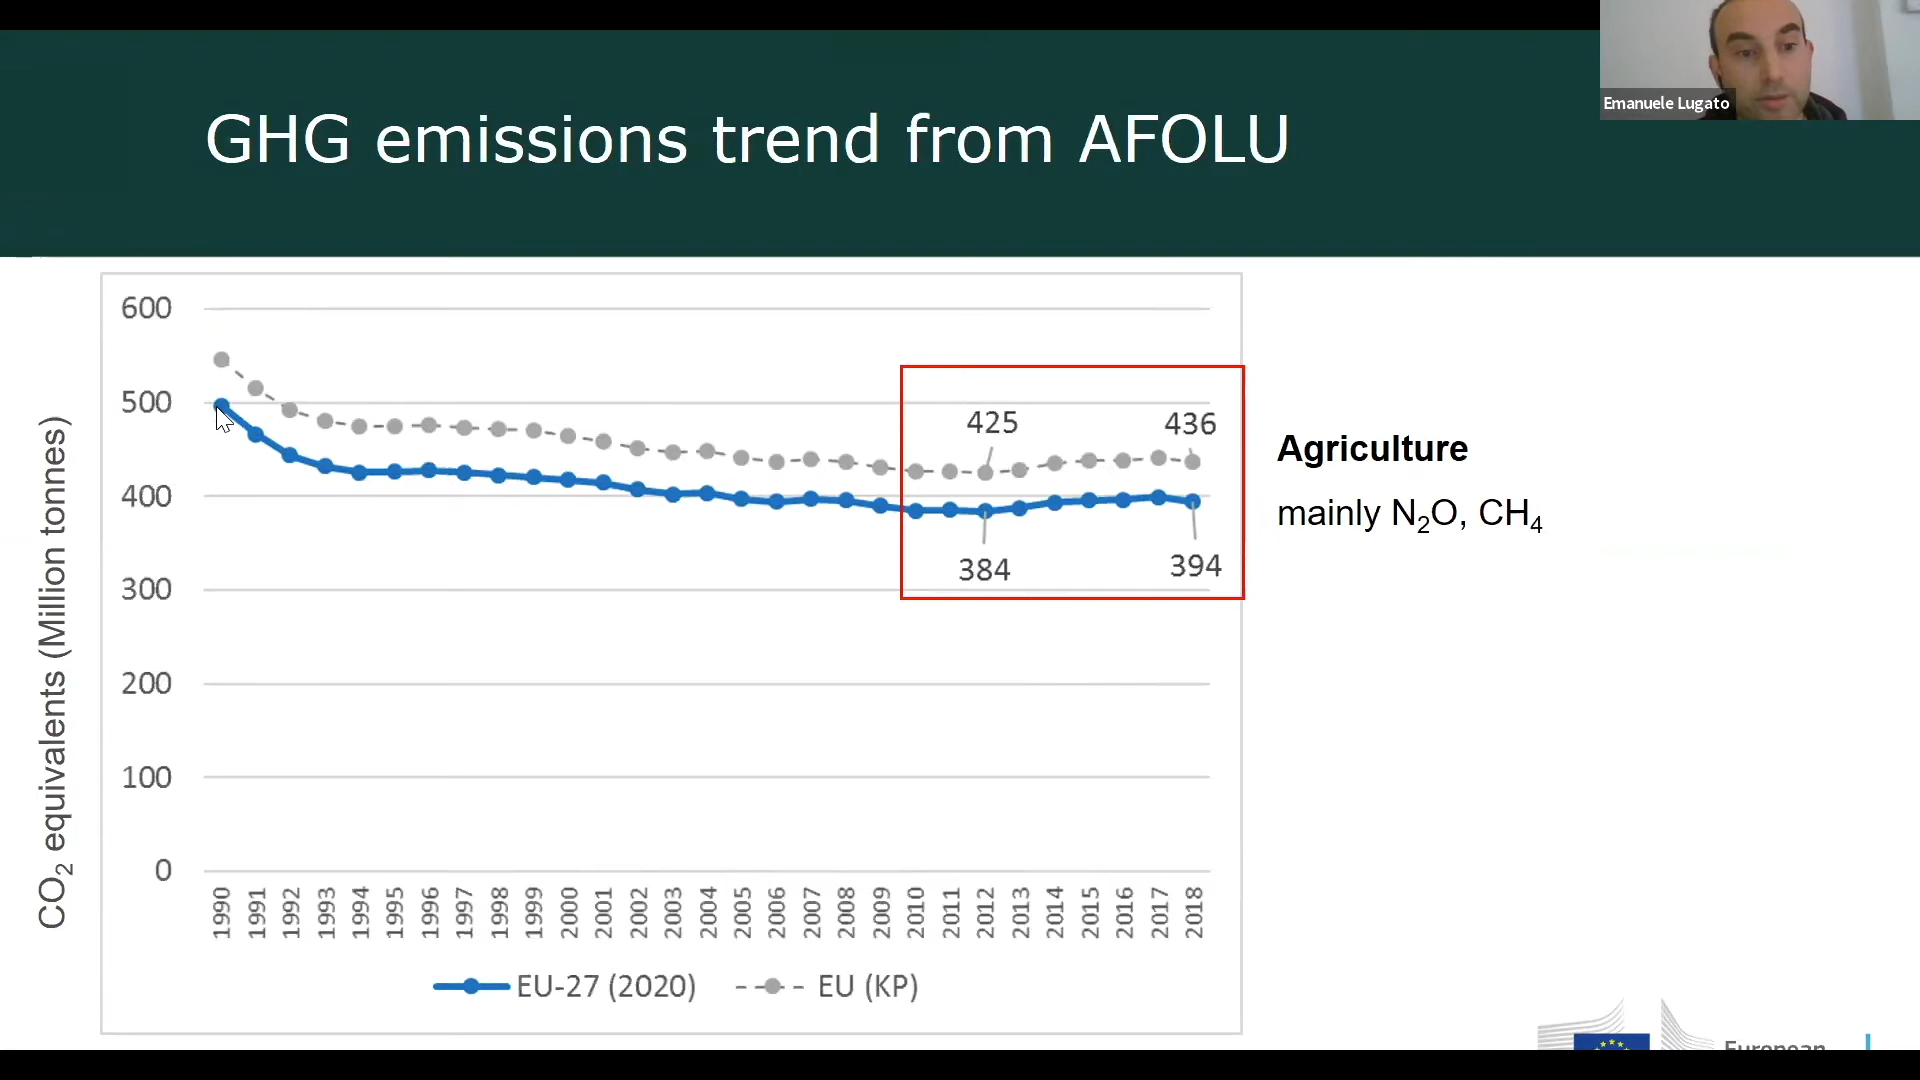 Emanuele Lugato
GHG emissions trend from AFOLU
600
500
400
300
200
100
0
CO₂ equivalents (Million tonnes)
425
436
384
394
1990 1991 1992 1993 1994 1995 1996 1997 1998 1999 2000 2001 2002 2003 2004 2005 2006 2007 2008 2009 2010 2011 2012 2013 2014 2015 2016 2017 2018
EU-27 (2020) EU (KP)
Agriculture
mainly N₂O, CH₄
European